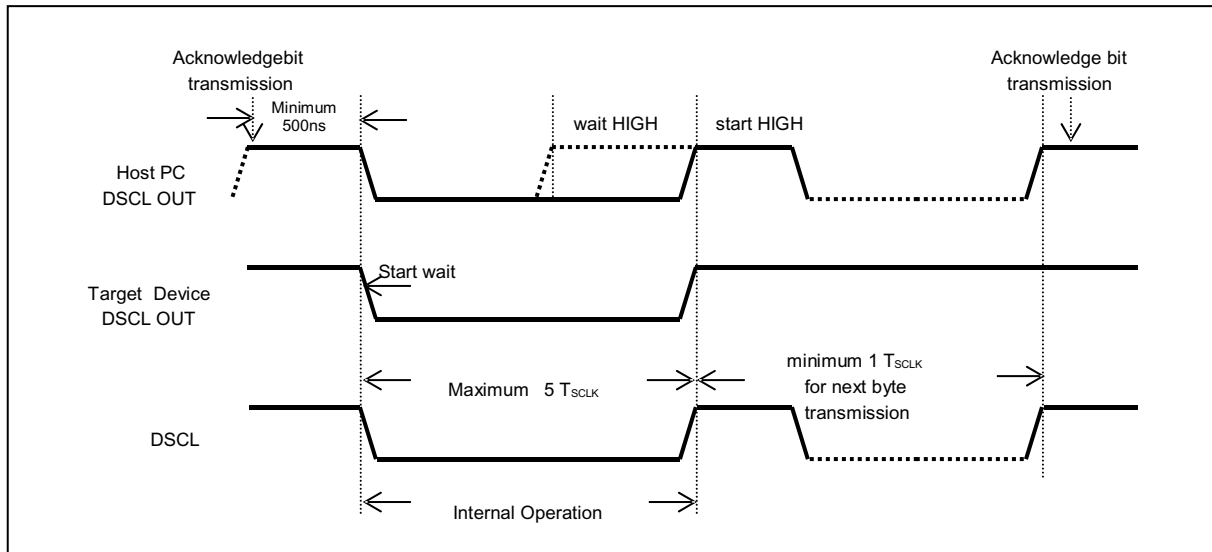 Acknowledgebit
transmission
Acknowledge bit
transmission
Minimum
500ns
wait HIGH
start HIGH
Host PC
DSCL OUT
Start wait
Target Device
DSCL OUT
Maximum 5 TSCLK
minimum 1 TSCLK
for next byte
transmission
DSCL
Internal Operation